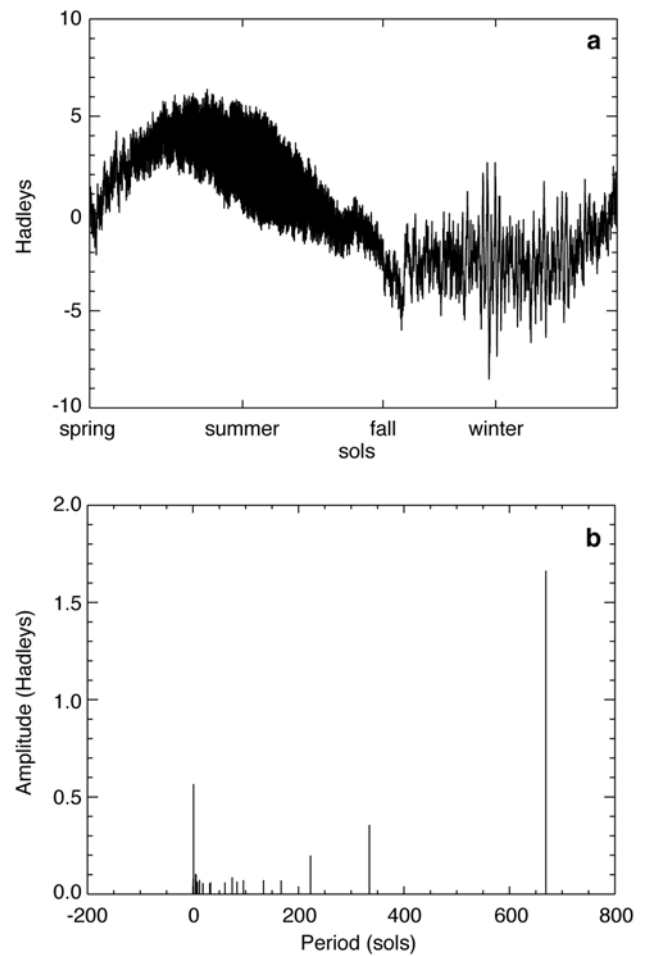 10
a
5
0
-5
-10
Hadleys
spring summer fall winter
sols
2.0
b
1.5
1.0
0.5
0.0
Amplitude (Hadleys)
-200 0 200 400 600 800
Period (sols)